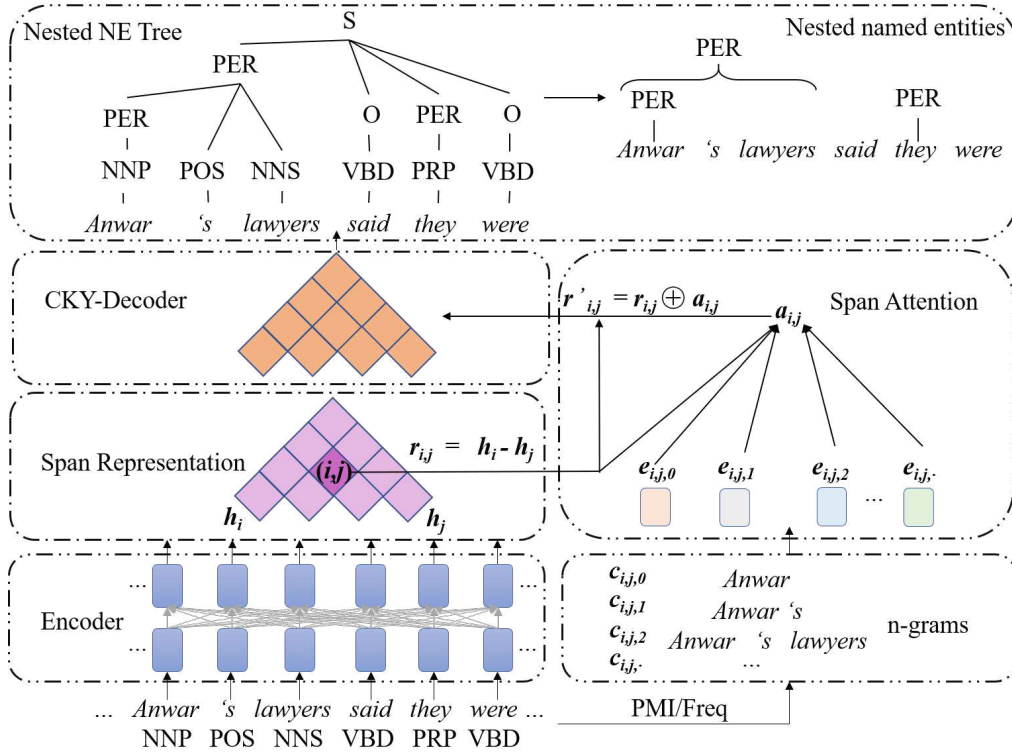 Nested NE Tree
S
Nested named entities
PER
PER
PER
O
PER
O
PER
PER
NNP
POS
NNS
VBD
PRP
VBD
Anwar 's lawyers said they were
Anwar ‘s lawyers said they were
CKY-Decoder
r’i,j = ri,j ⊕ ai,j
ai,j
Span Attention
Span Representation
(i,j)
ri,j = hi - hj
hi
hj
ei,j,0
ei,j,1
ei,j,2
...
ei,j,·
Encoder
...
...
...
...
ci,j,0 Anwar
ci,j,1 Anwar ‘s
ci,j,2 Anwar ‘s lawyers
ci,j,· ...
n-grams
... Anwar ‘s lawyers said they were ...
NNP POS NNS VBD PRP VBD
PMI/Freq